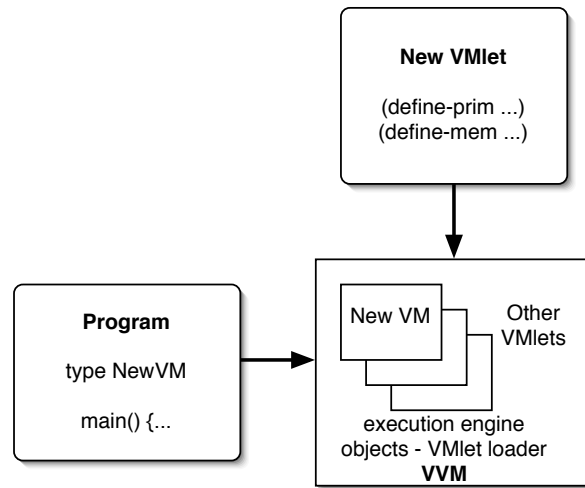 New VMlet
(define-prim ...)
(define-mem ...)
Program
type NewVM
main() {...
New VM
Other
VMlets
execution engine
objects - VMlet loader
VVM